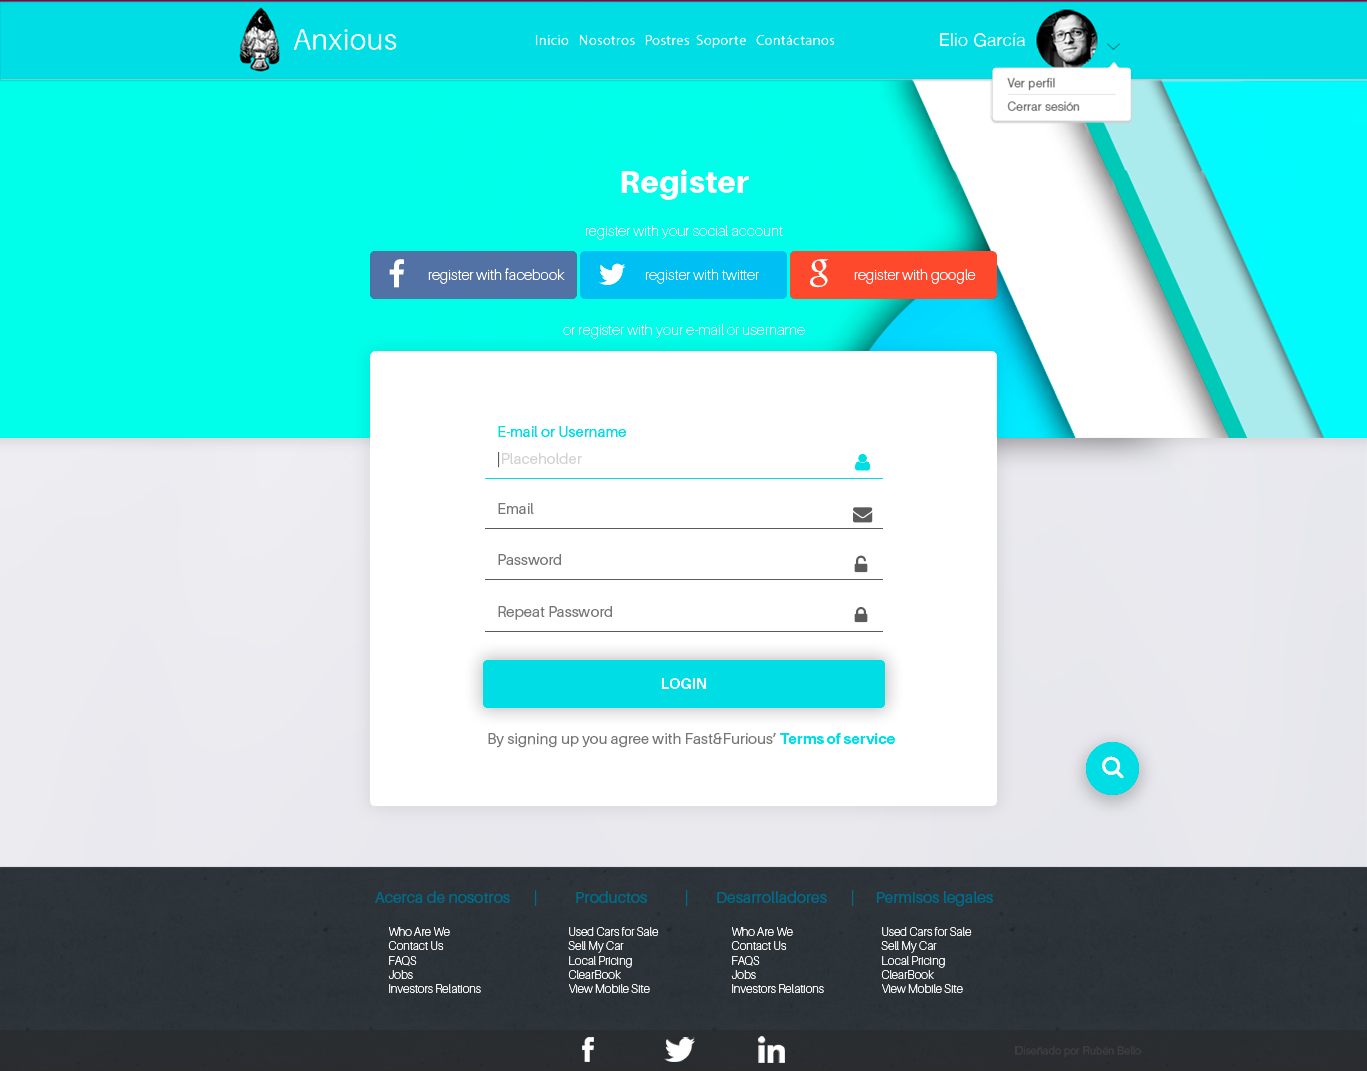 Anxious
Inicio Nosotros Postres Soporte Contáctanos
Elio García
Ver perfil
Cerrar sesión
Register
register with your social account
f register with facebook
register with twitter
g register with google
or register with your e-mail or username
E-mail or Username
Placeholder
Email
Password
Repeat Password
LOGIN
By signing up you agree with Fast&Furious’ Terms of service
Acerca de nosotros | Productos | Desarrolladores | Permisos legales
Who Are We
Contact Us
FAQS
Jobs
Investors Relations
Used Cars for Sale
Sell My Car
Local Pricing
ClearBook
View Mobile Site
Who Are We
Contact Us
FAQS
Jobs
Investors Relations
Used Cars for Sale
Sell My Car
Local Pricing
ClearBook
View Mobile Site
f in
Diseñado por Rubén Bello